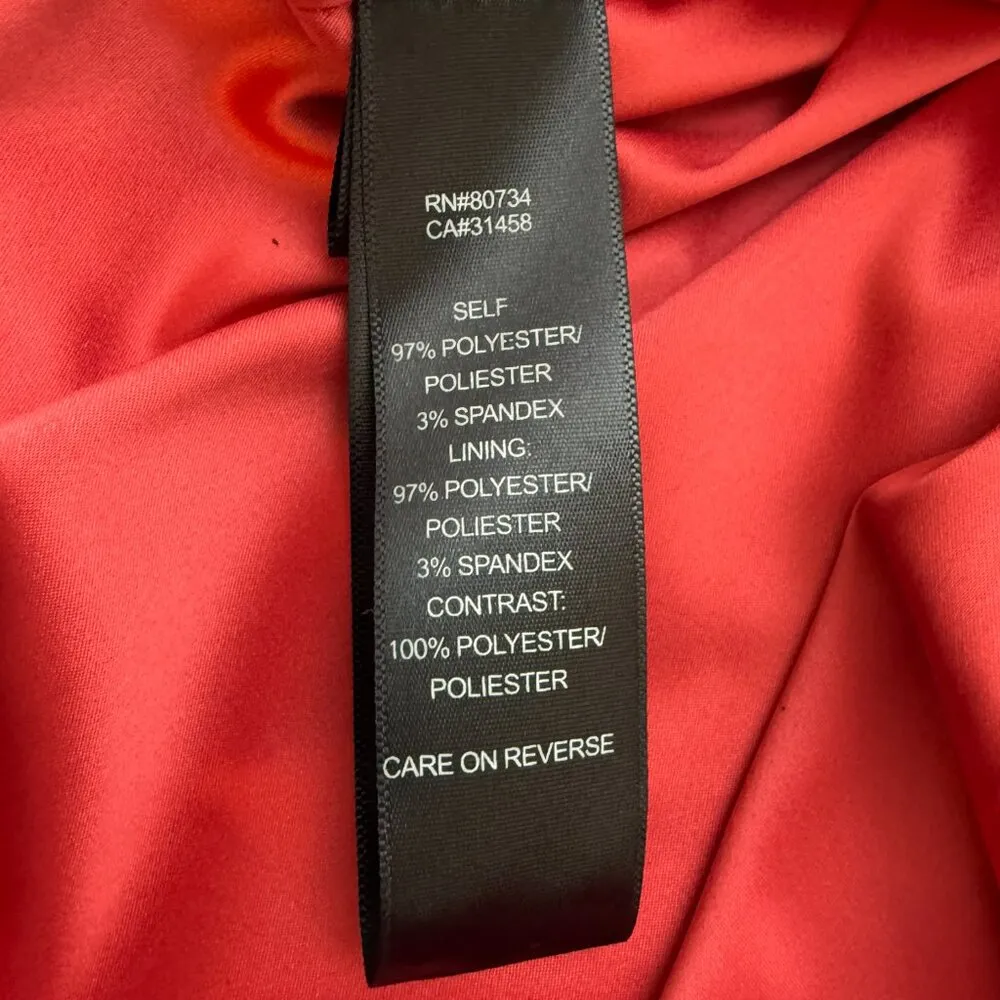 RN#80734
CA#31458
SELF
97% POLYESTER/
POLIESTER
3% SPANDEX
LINING:
97% POLYESTER/
POLIESTER
3% SPANDEX
CONTRAST:
100% POLYESTER/
POLIESTER
CARE ON REVERSE